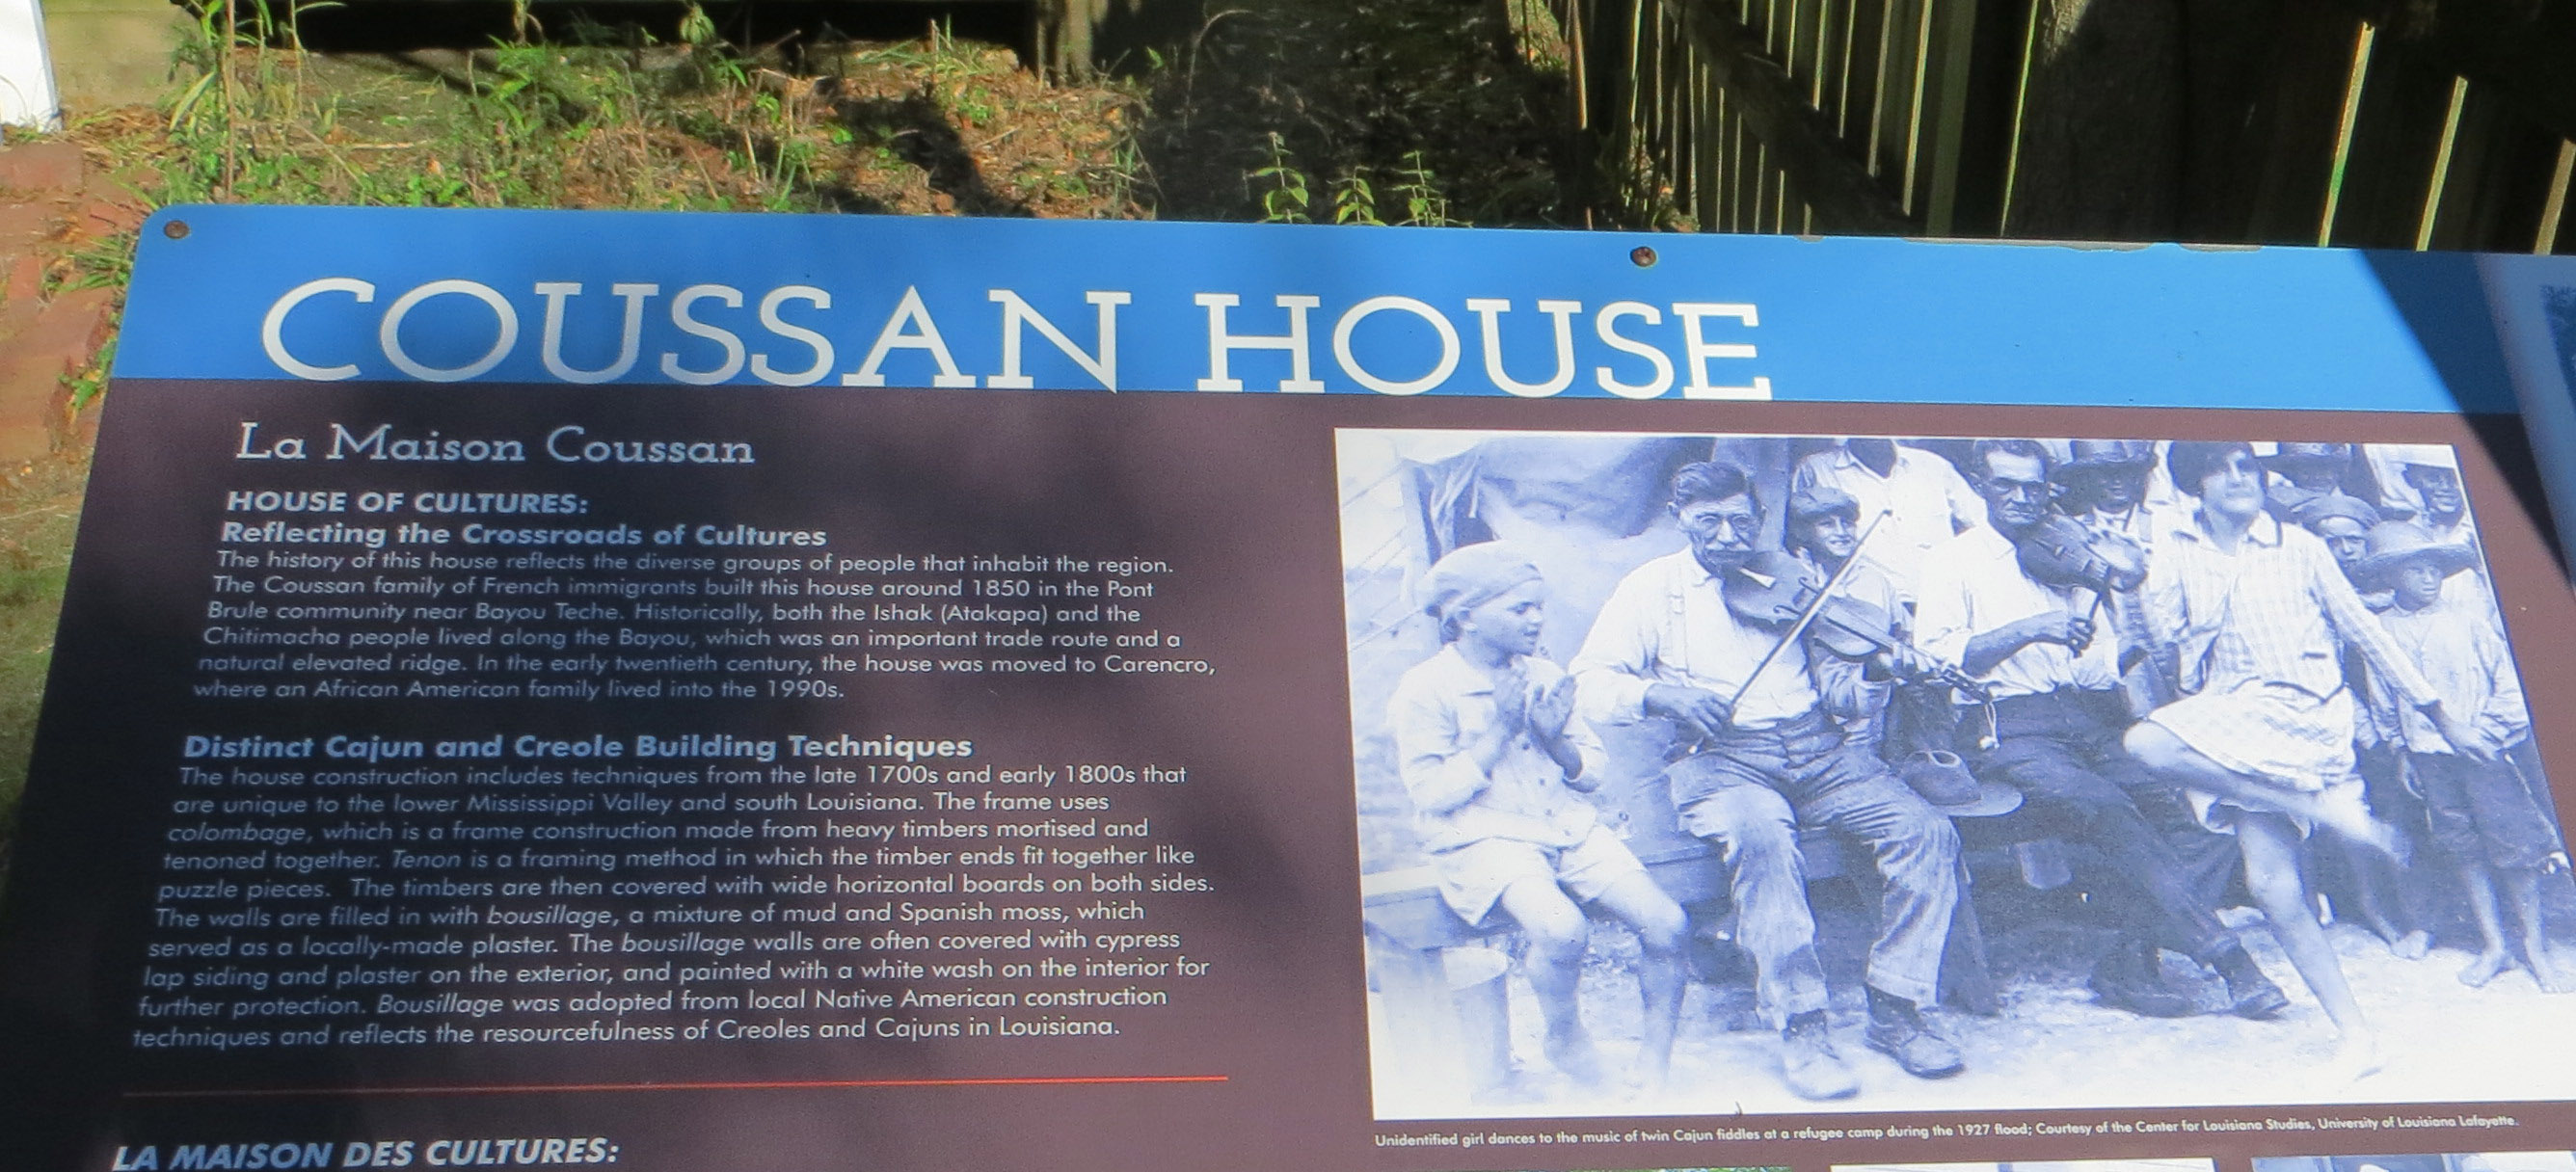 COUSSAN HOUSE
La Maison Coussan
HOUSE OF CULTURES:
Reflecting the Crossroads of Cultures
The history of this house reflects the diverse groups of people that inhabit the region.
The Coussan family of French immigrants built this house around 1850 in the Pont
Brule community near Bayou Teche. Historically, both the Ishak (Atakapa) and the
Chitimacha people lived along the Bayou, which was an important trade route and a
natural elevated ridge. In the early twentieth century, the house was moved to Carencro,
where an African American family lived into the 1990s.
Distinct Cajun and Creole Building Techniques
The house construction includes techniques from the late 1700s and early 1800s that
are unique to the lower Mississippi Valley and south Louisiana. The frame uses
colombage, which is a frame construction made from heavy timbers mortised and
tenoned together. Tenon is a framing method in which the timber ends fit together like
puzzle pieces. The timbers are then covered with wide horizontal boards on both sides.
The walls are filled in with bousillage, a mixture of mud and Spanish moss, which
served as a locally-made plaster. The bousillage walls are often covered with cypress
lap siding and plaster on the exterior, and painted with a white wash on the interior for
further protection. Bousillage was adopted from local Native American construction
techniques and reflects the resourcefulness of Creoles and Cajuns in Louisiana.
LA MAISON DES CULTURES:
Unidentified girl dances to the music of twin Cajun fiddles at a refugee camp during the 1927 flood; Courtesy of the Center for Louisiana Studies, University of Louisiana Lafayette.